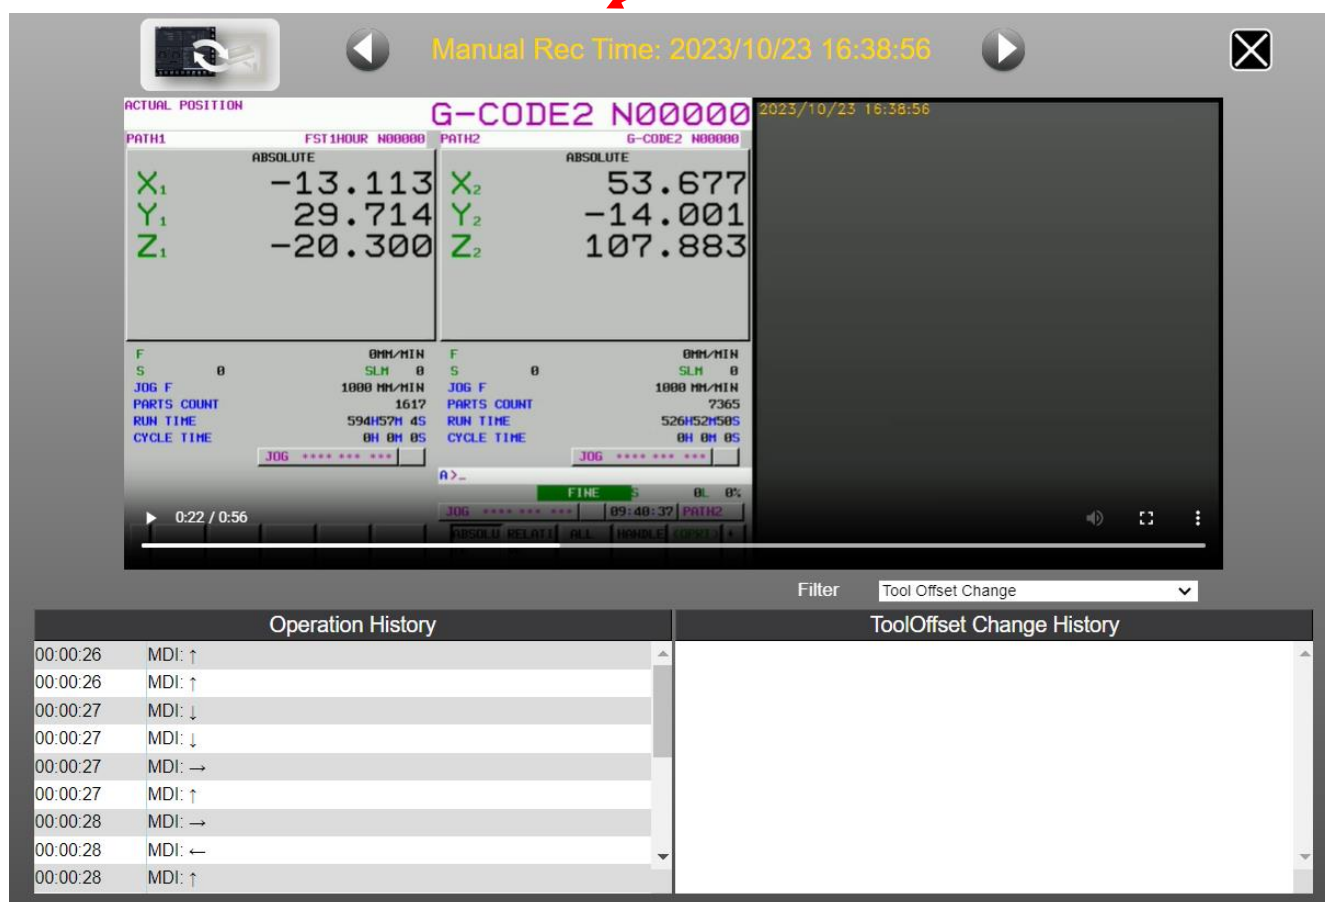 Manual Rec Time: 2023/10/23 16:38:56
ACTUAL POSITION
G-CODE2 N00000
2023/10/23 16:38:56
PATH1 FST1HOUR N00000 PATH2 G-CODE2 N00000
ABSOLUTE ABSOLUTE
X1 -13.113 X2 53.677
Y1 29.714 Y2 -14.001
Z1 -20.300 Z2 107.883
F 0MM/MIN F 0MM/MIN
S 0 SLM 0 S 0 SLM 0
JOG F 1000 MM/MIN JOG F 1000 MM/MIN
PARTS COUNT 1617 PARTS COUNT 7365
RUN TIME 594H57M 4S RUN TIME 526H52M50S
CYCLE TIME 0H 0M 0S CYCLE TIME 0H 0M 0S
JOG **** *** *** JOG **** *** ***
A>_
FINE S 0L 0%
JOG **** *** *** 09:40:37 PATH2
0:22 / 0:56
ABSOLU RELATI ALL HANDLE (OPRT) +
Filter Tool Offset Change
Operation History ToolOffset Change History
00:00:26 MDI: ↑
00:00:26 MDI: ↑
00:00:27 MDI: ↓
00:00:27 MDI: ↓
00:00:27 MDI: →
00:00:27 MDI: ↑
00:00:28 MDI: →
00:00:28 MDI: ←
00:00:28 MDI: ↑